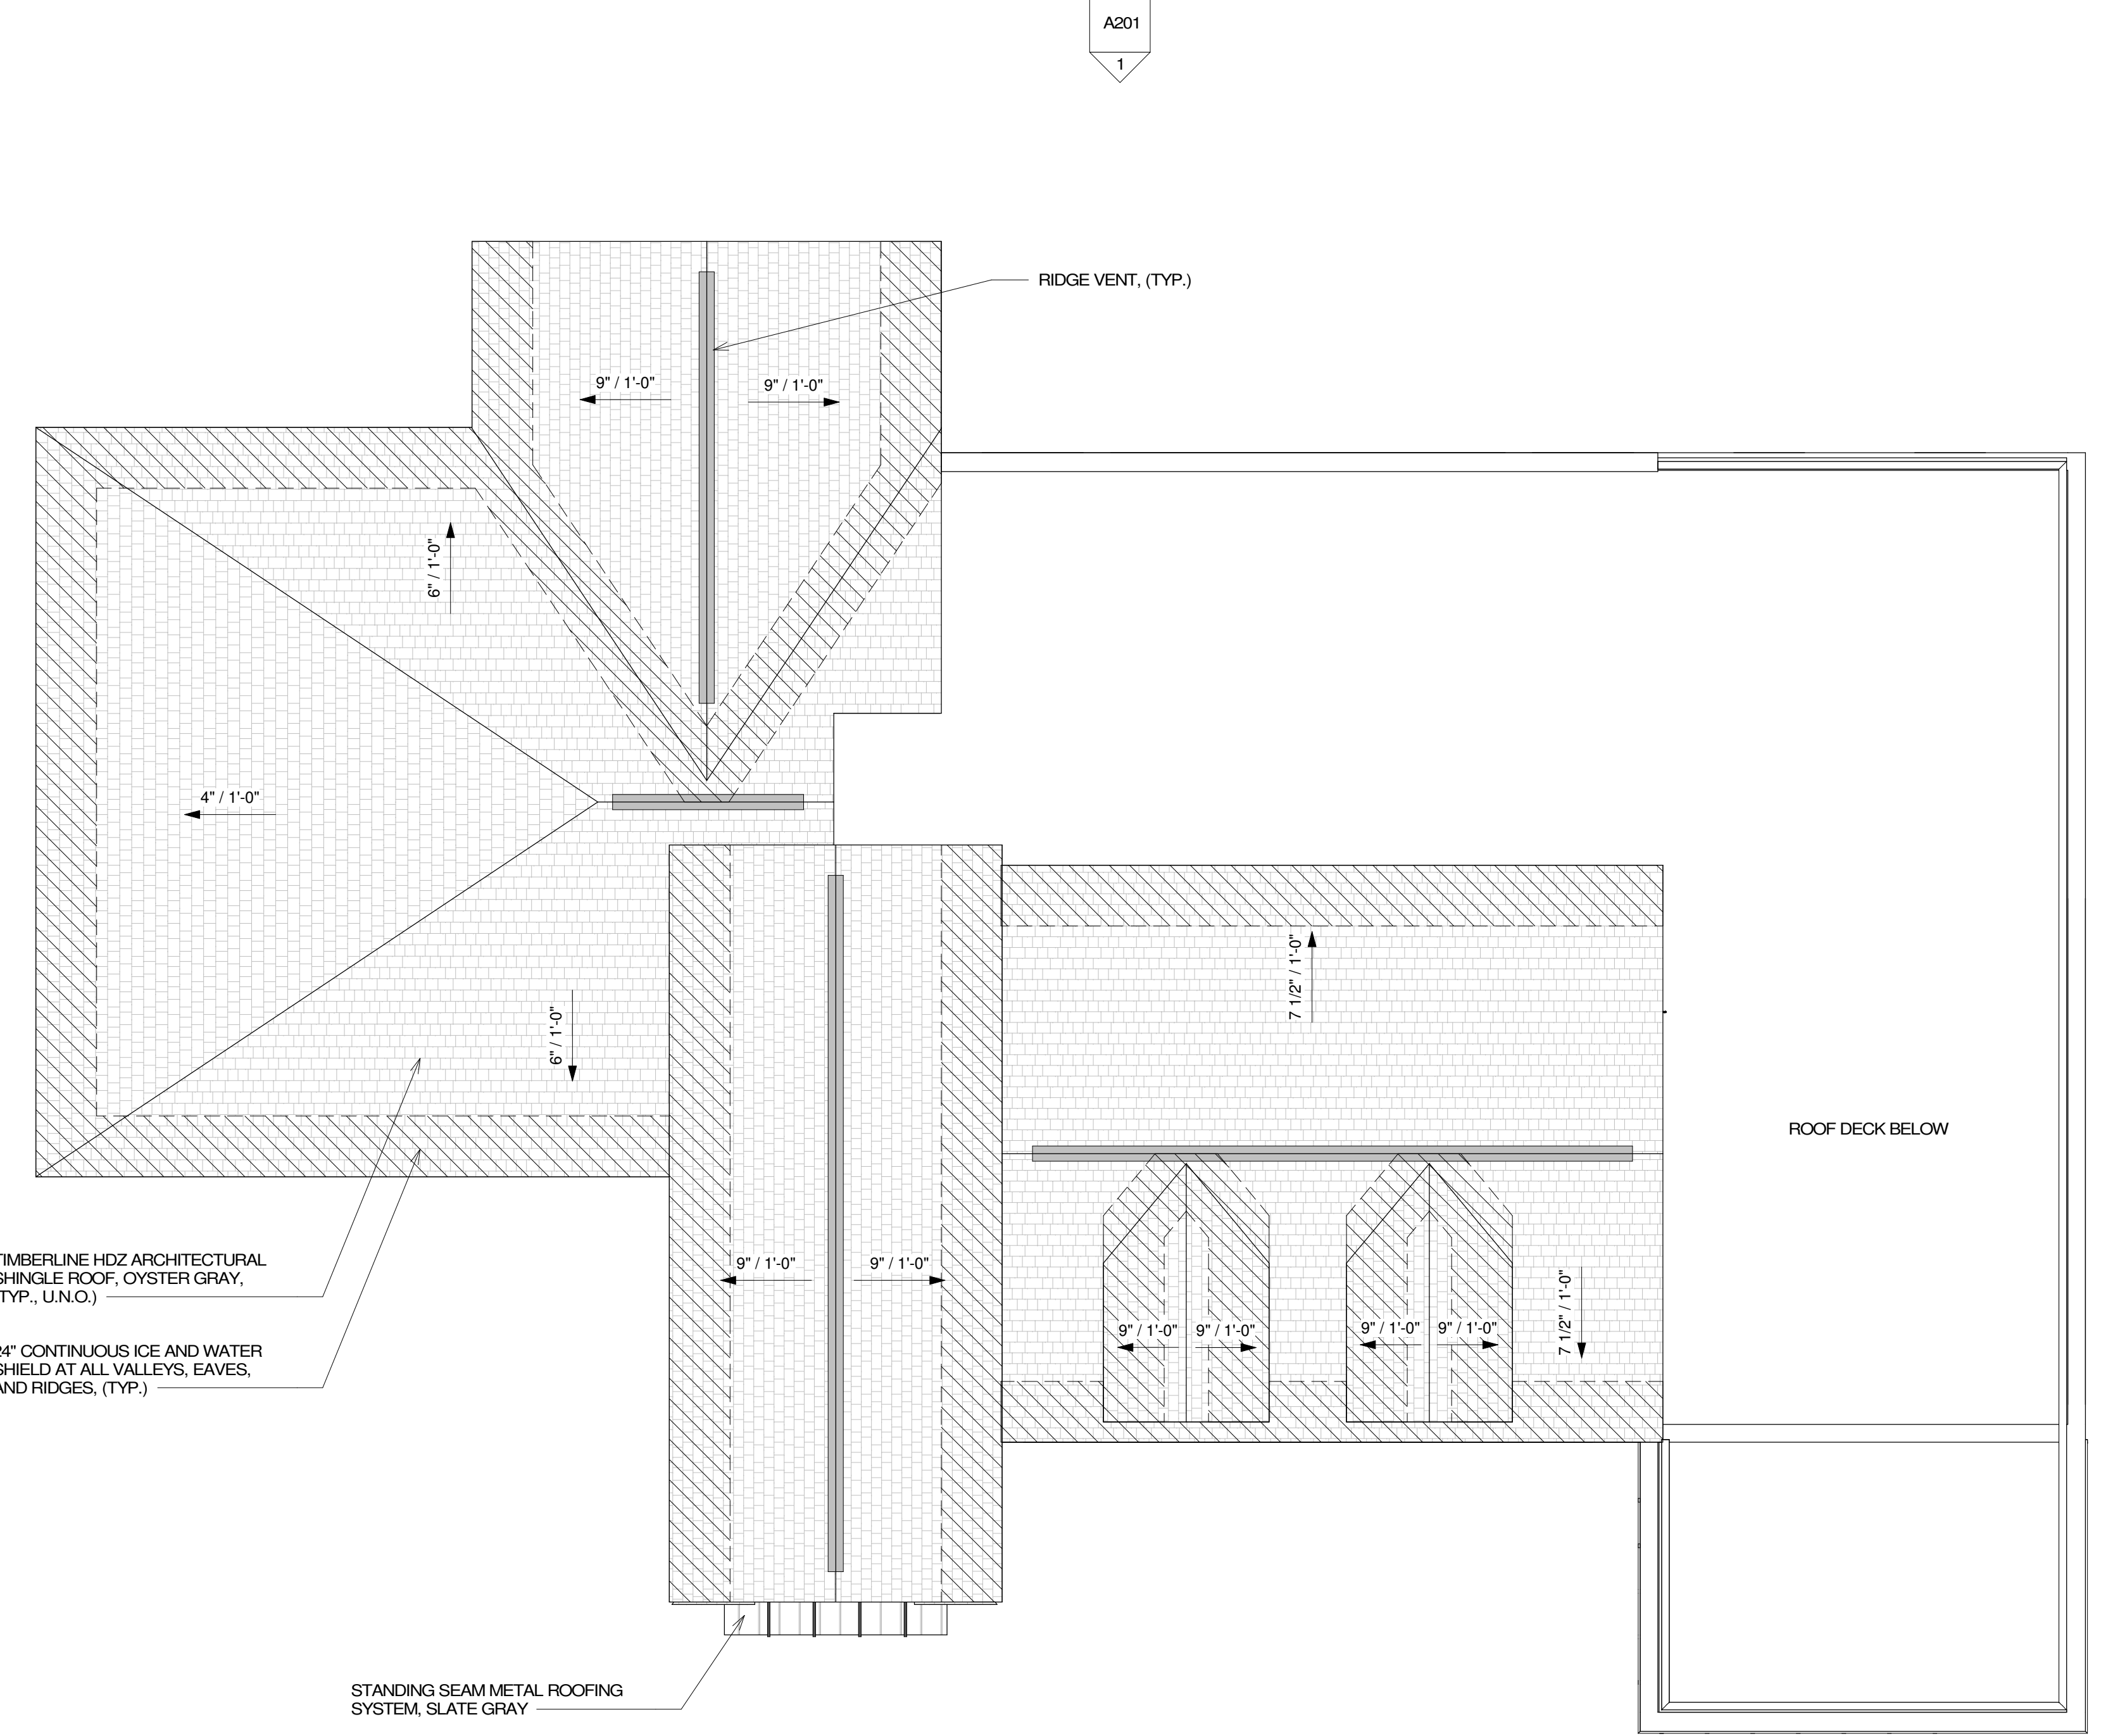 A201
1
RIDGE VENT, (TYP.)
9" / 1'-0"
9" / 1'-0"
6" / 1'-0"
4" / 1'-0"
7 1/2" / 1'-0"
6" / 1'-0"
ROOF DECK BELOW
9" / 1'-0"
9" / 1'-0"
9" / 1'-0"
9" / 1'-0"
9" / 1'-0"
9" / 1'-0"
7 1/2" / 1'-0"
TIMBERLINE HDZ ARCHITECTURAL
SHINGLE ROOF, OYSTER GRAY,
TYP., U.N.O.)
24" CONTINUOUS ICE AND WATER
SHIELD AT ALL VALLEYS, EAVES,
AND RIDGES, (TYP.)
STANDING SEAM METAL ROOFING
SYSTEM, SLATE GRAY